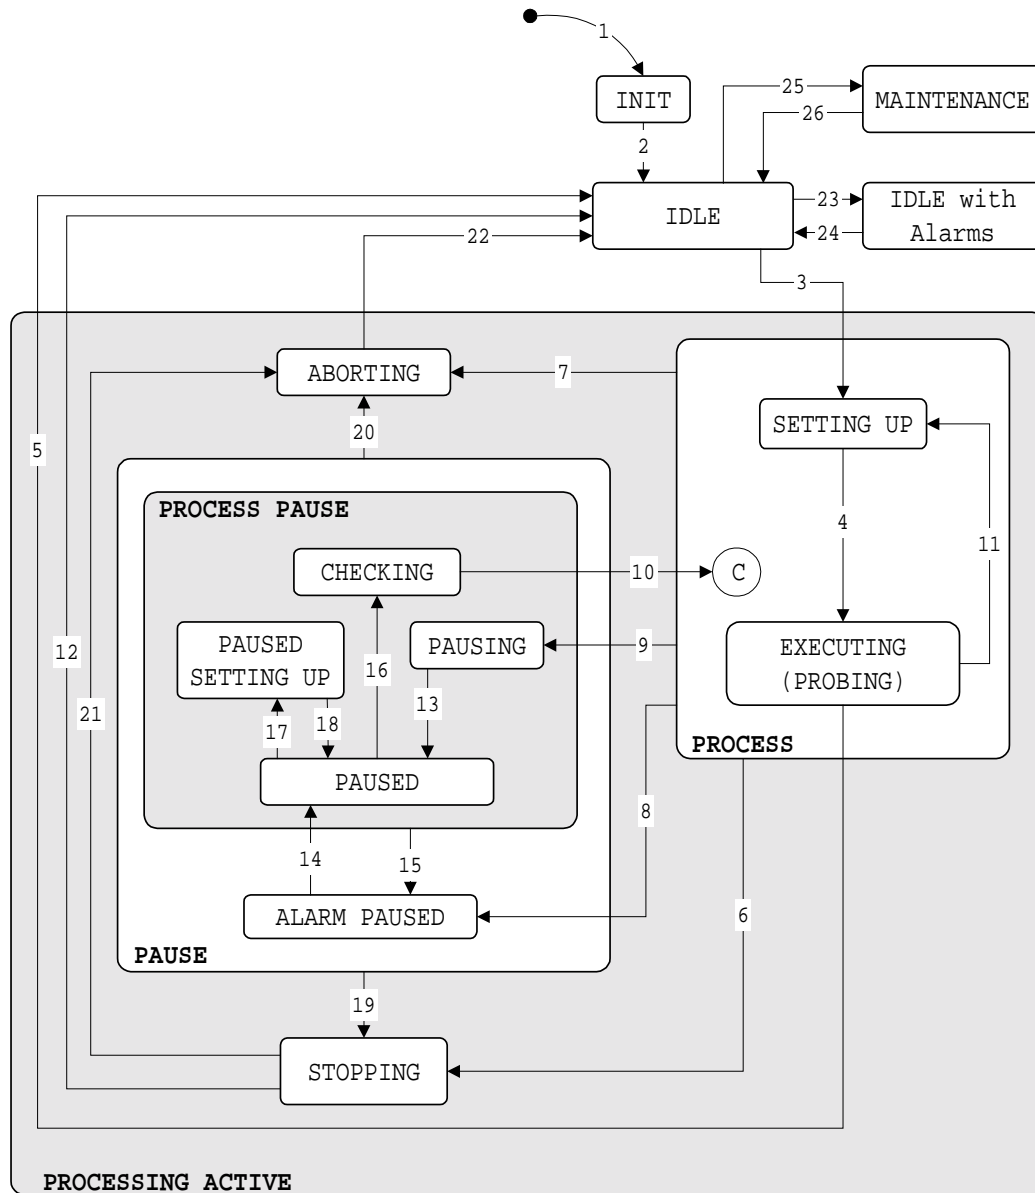 1
INIT
25
MAINTENANCE
26
2
IDLE
23
IDLE with
Alarms
24
22
3
ABORTING
7
SETTING UP
20
5
PROCESS PAUSE
4
11
CHECKING
10
C
12
PAUSED
SETTING UP
16
PAUSING
9
EXECUTING
(PROBING)
21
17
18
13
PROCESS
PAUSED
8
14
15
ALARM PAUSED
6
PAUSE
19
STOPPING
PROCESSING ACTIVE